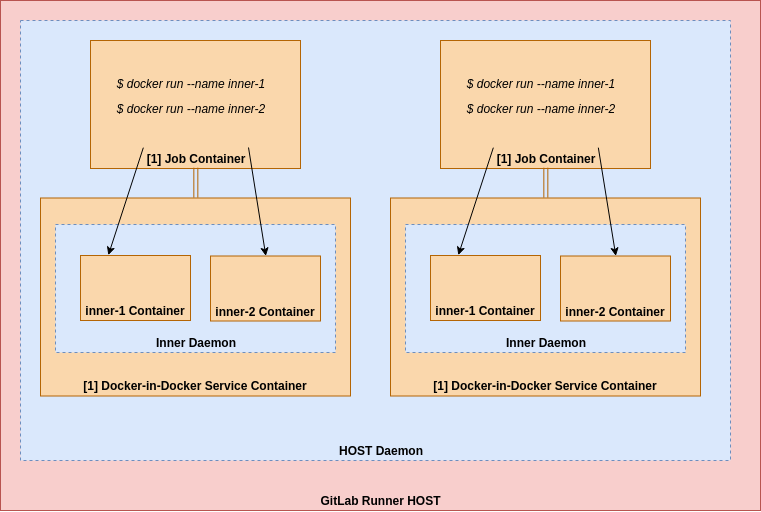 $ docker run --name inner-1
$ docker run --name inner-2
[1] Job Container
inner-1 Container
inner-2 Container
Inner Daemon
[1] Docker-in-Docker Service Container
$ docker run --name inner-1
$ docker run --name inner-2
[1] Job Container
inner-1 Container
inner-2 Container
Inner Daemon
[1] Docker-in-Docker Service Container
HOST Daemon
GitLab Runner HOST